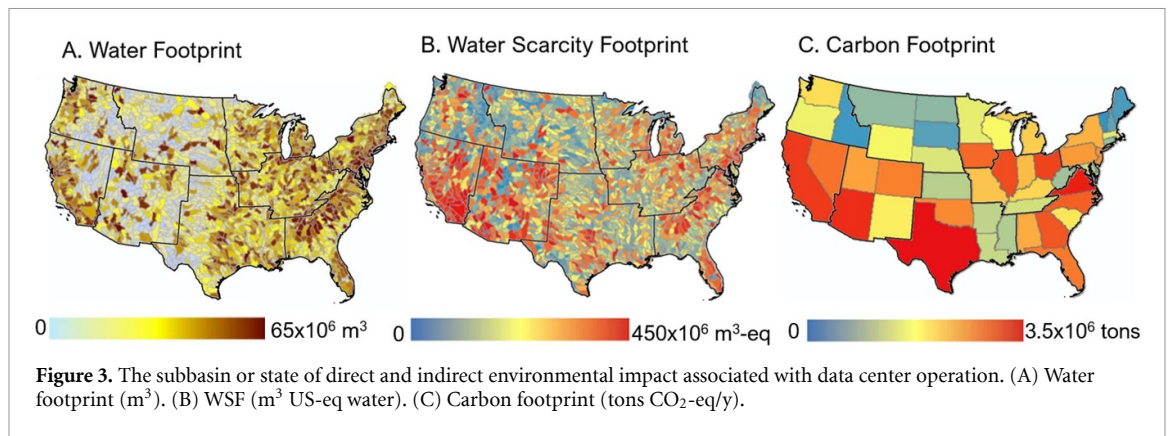 A. Water Footprint
B. Water Scarcity Footprint
C. Carbon Footprint
0 65x10⁶ m³
0 450x10⁶ m³-eq
0 3.5x10⁶ tons
Figure 3. The subbasin or state of direct and indirect environmental impact associated with data center operation. (A) Water
footprint (m³). (B) WSF (m³ US-eq water). (C) Carbon footprint (tons CO₂-eq/y).